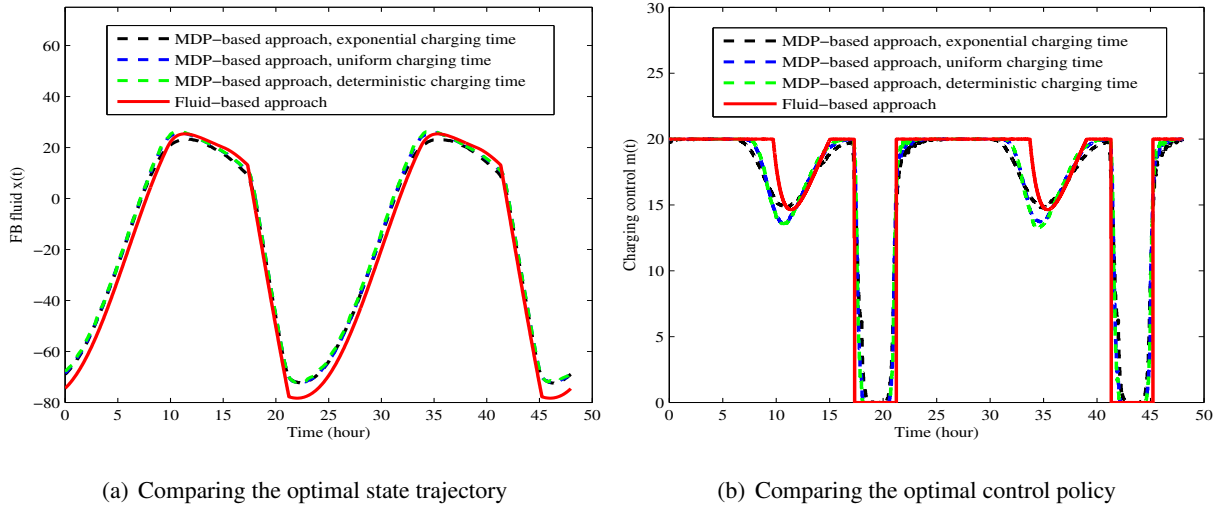 MDP−based approach, exponential charging time
MDP−based approach, uniform charging time
MDP−based approach, deterministic charging time
Fluid−based approach
60
40
20
0
−20
−40
−60
−80
FB fluid x(t)
0 5 10 15 20 25 30 35 40 45 50
Time (hour)
(a) Comparing the optimal state trajectory
MDP−based approach, exponential charging time
MDP−based approach, uniform charging time
MDP−based approach, deterministic charging time
Fluid−based approach
30
25
20
15
10
5
0
Charging control m(t)
0 5 10 15 20 25 30 35 40 45 50
Time (hour)
(b) Comparing the optimal control policy